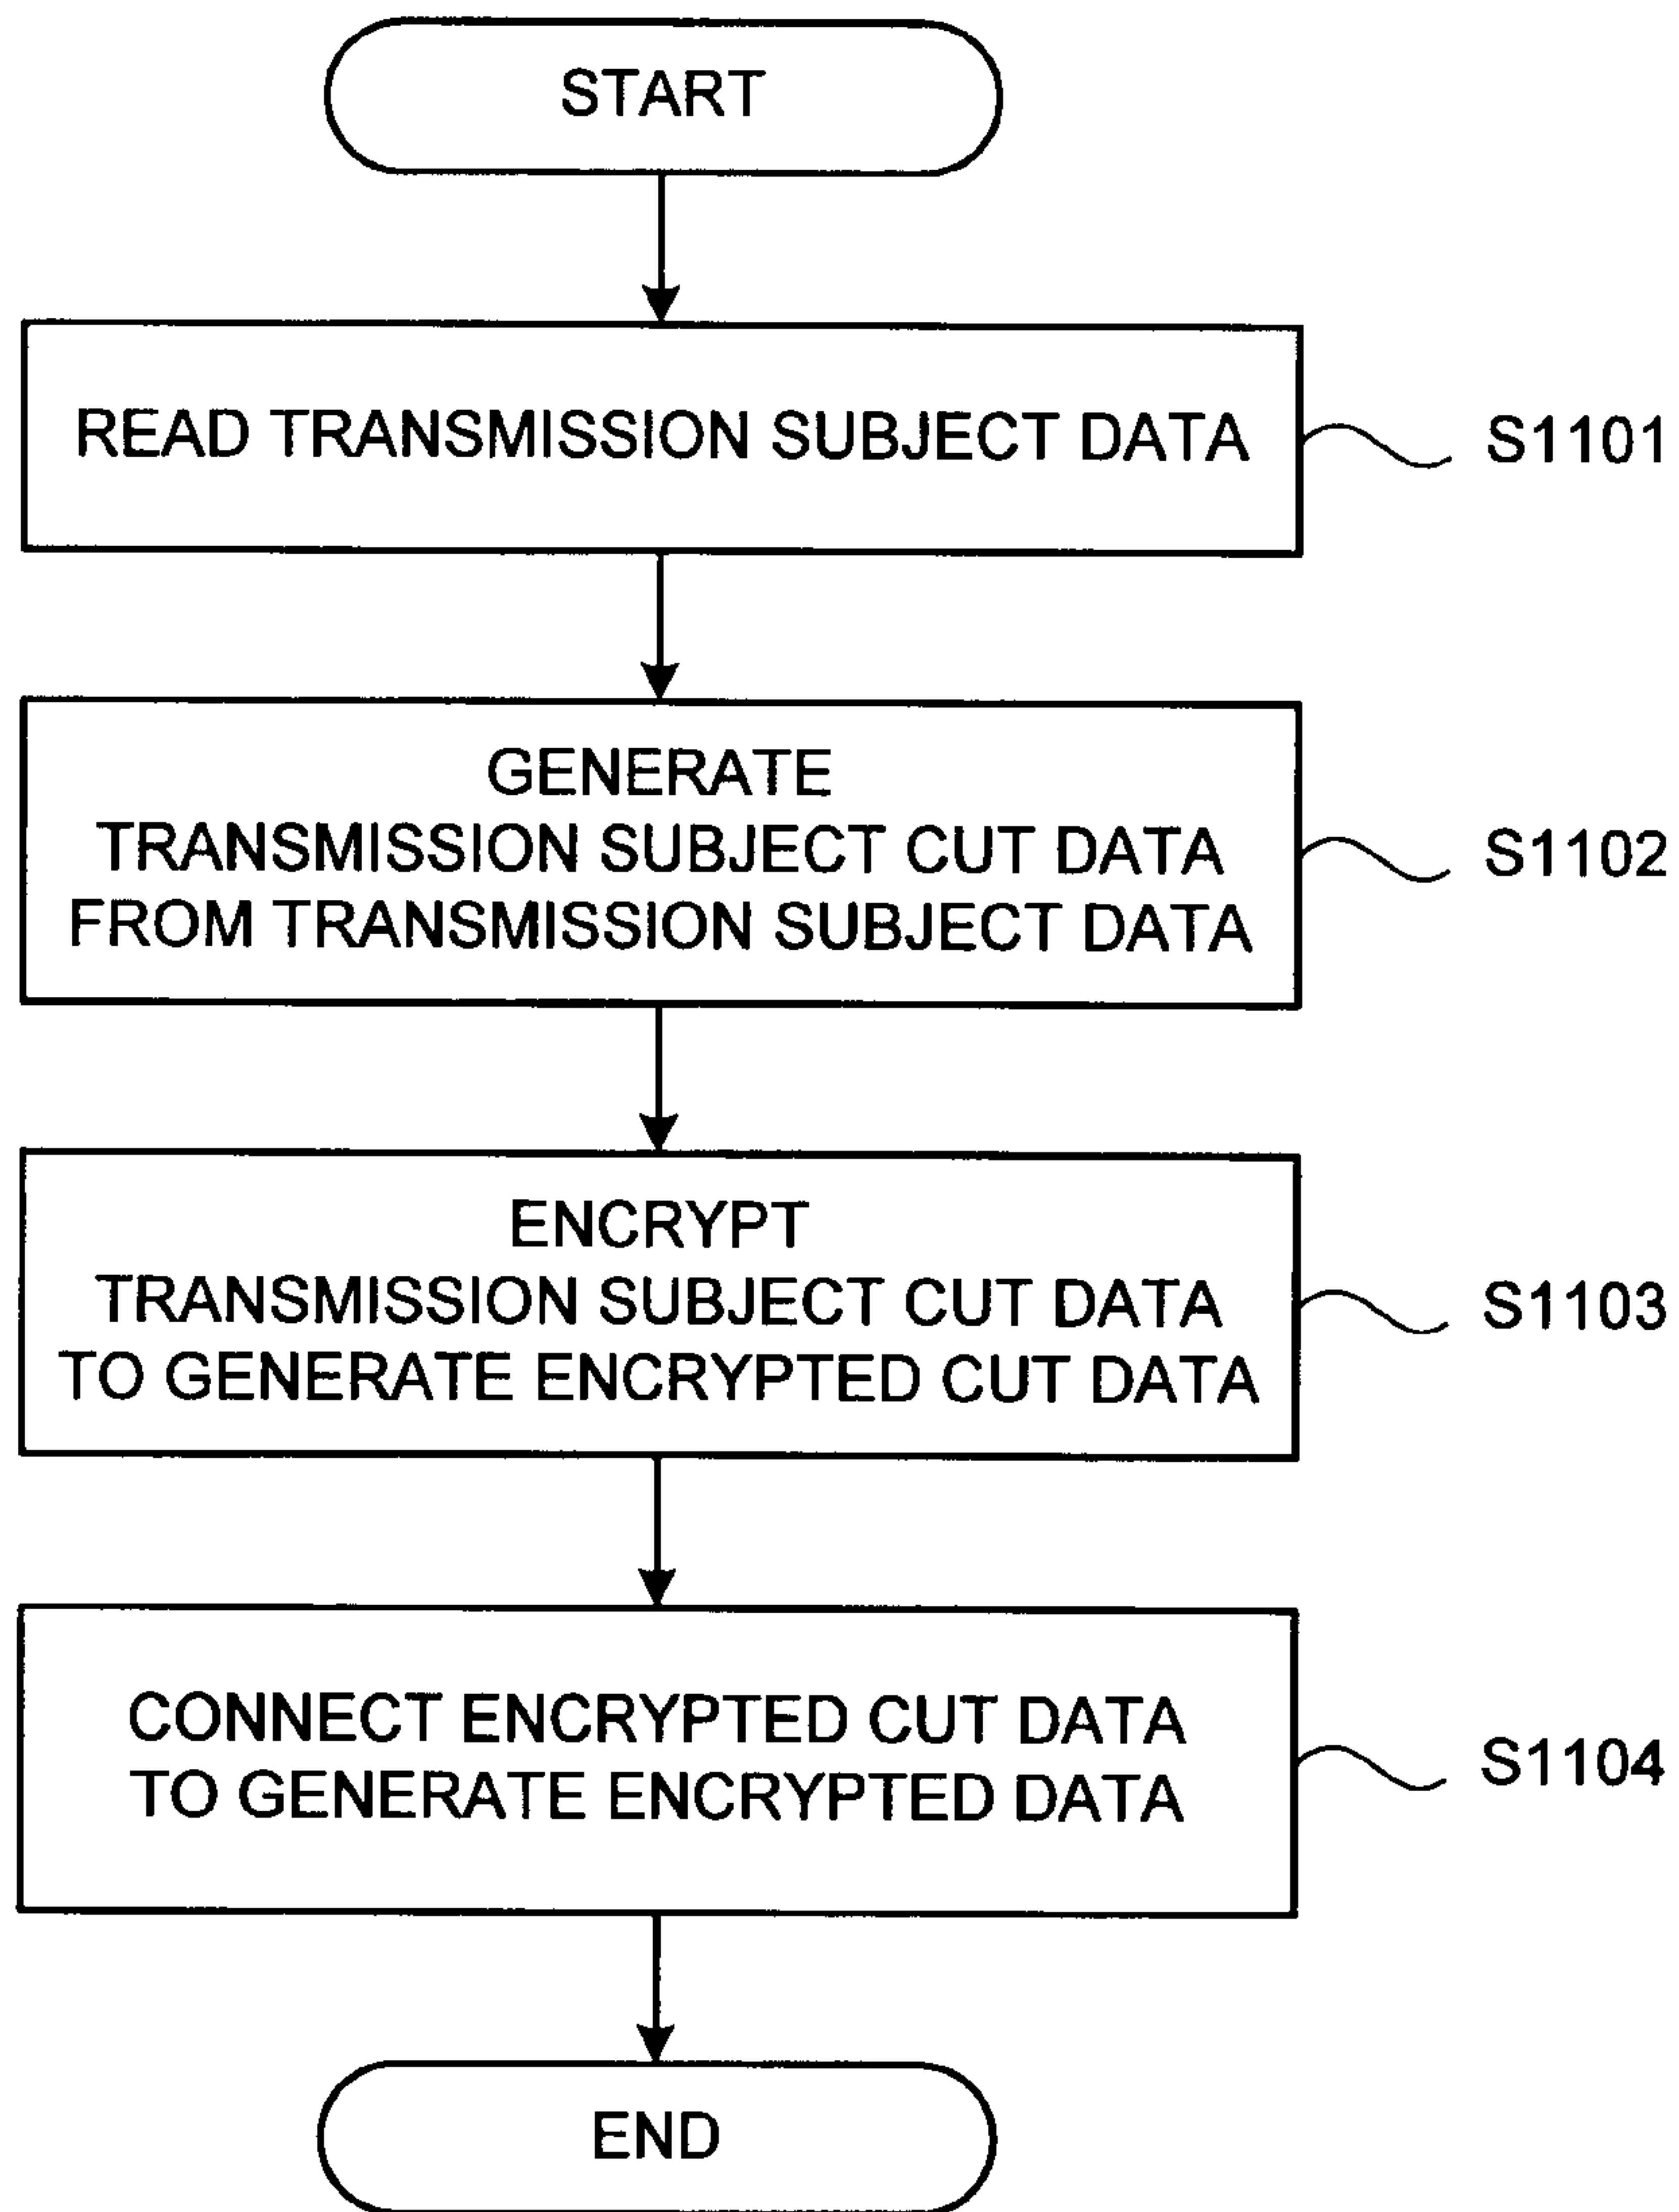 START
READ TRANSMISSION SUBJECT DATA
S1101
GENERATE
TRANSMISSION SUBJECT CUT DATA
FROM TRANSMISSION SUBJECT DATA
S1102
ENCRYPT
TRANSMISSION SUBJECT CUT DATA
TO GENERATE ENCRYPTED CUT DATA
S1103
CONNECT ENCRYPTED CUT DATA
TO GENERATE ENCRYPTED DATA
S1104
END